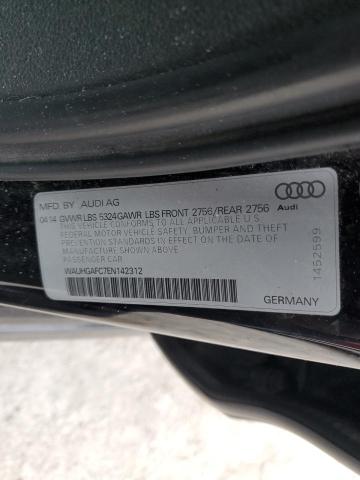 MFD. BY AUDI AG
04.14 GVWR LBS 5324GAWR LBS FRONT 2756/REAR 2756
THIS VEHICLE CONFORMS TO ALL APPLICABLE U.S.
FEDERAL MOTOR VEHICLE SAFETY, BUMPER AND THEFT
PREVENTION STANDARDS IN EFFECT ON THE DATE OF
MANUFACTURE SHOWN ABOVE
PASSENGER CAR
WAUHGAFC7EN142312
Audi
1452599
GERMANY